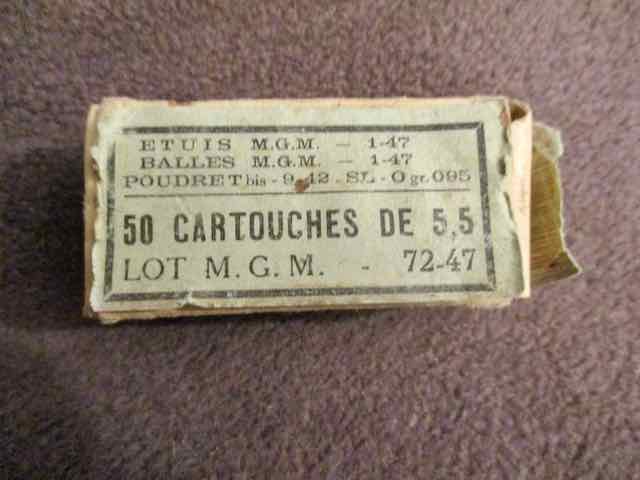 ETUIS M.G.M. - 1-47
BALLES M.G.M. - 1-47
POUDRE T bis - 9-42 - SL - 0 gr. 095
50 CARTOUCHES DE 5,5
LOT M.G.M. - 72-47